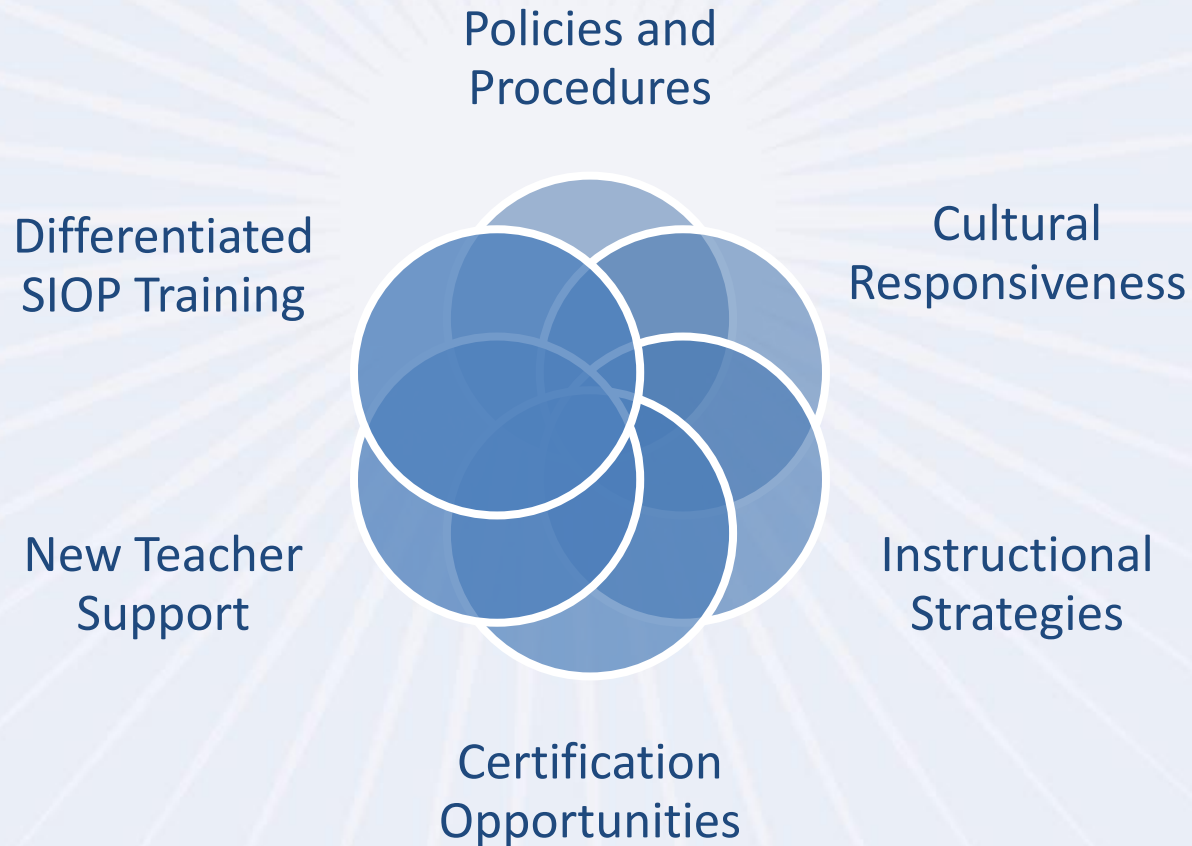 Policies and
Procedures
Cultural
Responsiveness
Instructional
Strategies
Certification
Opportunities
New Teacher
Support
Differentiated
SIOP Training